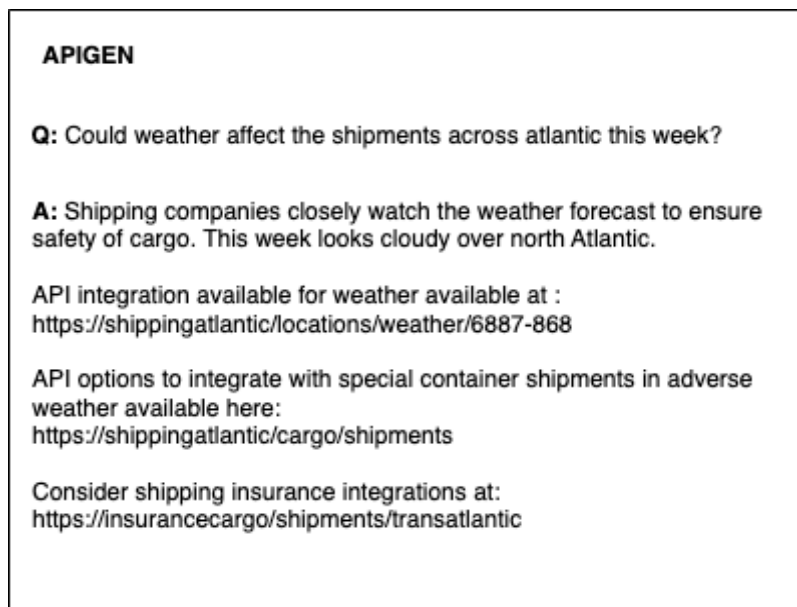 APIGEN
Q: Could weather affect the shipments across atlantic this week?
A: Shipping companies closely watch the weather forecast to ensure
safety of cargo. This week looks cloudy over north Atlantic.
API integration available for weather available at :
https://shippingatlantic/locations/weather/6887-868
API options to integrate with special container shipments in adverse
weather available here:
https://shippingatlantic/cargo/shipments
Consider shipping insurance integrations at:
https://insurancecargo/shipments/transatlantic